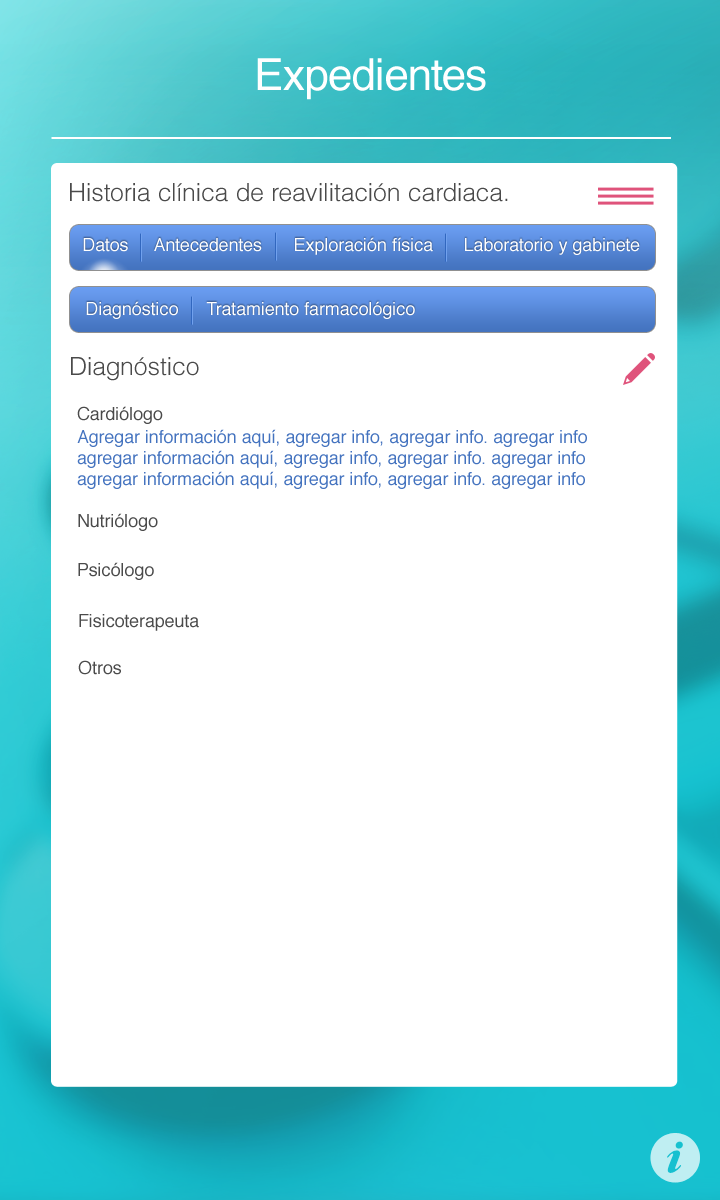 Expedientes
Historia clínica de reavilitación cardiaca.
Datos Antecedentes Exploración física Laboratorio y gabinete
Diagnóstico Tratamiento farmacológico
Diagnóstico
Cardiólogo
Agregar información aquí, agregar info, agregar info. agregar info
agregar información aquí, agregar info, agregar info. agregar info
agregar información aquí, agregar info, agregar info. agregar info
Nutriólogo
Psicólogo
Fisicoterapeuta
Otros
i